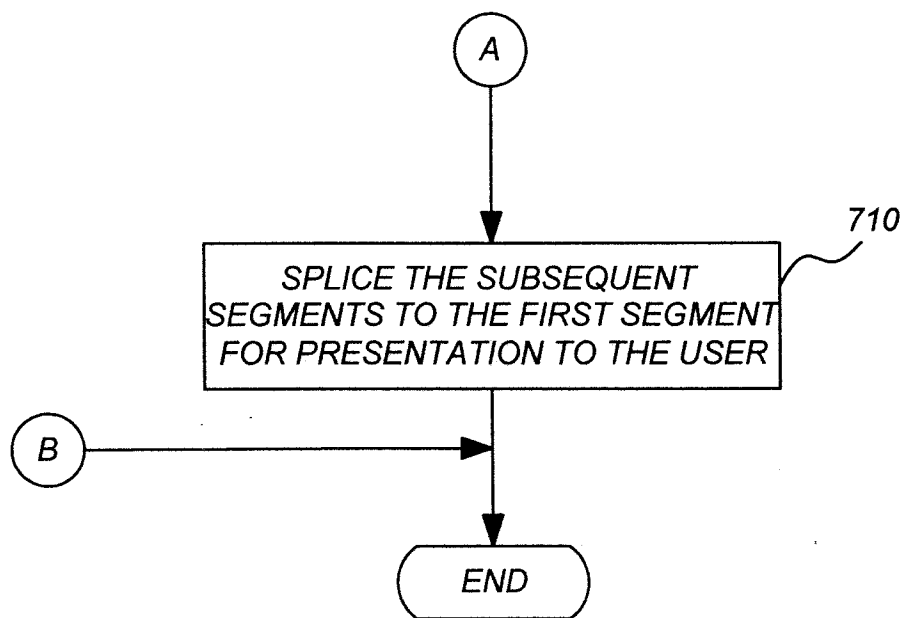 A
710
SPLICE THE SUBSEQUENT
SEGMENTS TO THE FIRST SEGMENT
FOR PRESENTATION TO THE USER
B
END